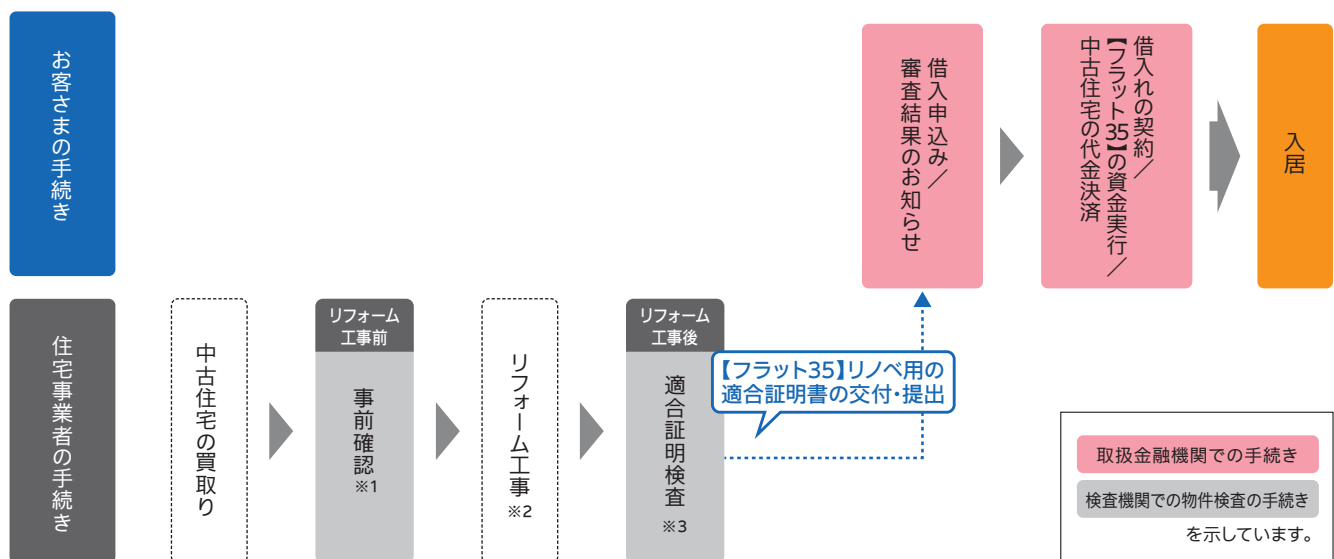 お客さまの手続き
借入申込み／
審査結果のお知らせ
借入れの契約／
【フラット35】の資金実行／
中古住宅の代金決済
入居
住宅事業者の手続き
中古住宅の買取り
リフォーム
工事前
事前確認
※1
リフォーム工事
※2
リフォーム
工事後
適合証明検査
※3
【フラット35】リノベ用の
適合証明書の交付・提出
取扱金融機関での手続き
検査機関での物件検査の手続き
を示しています。